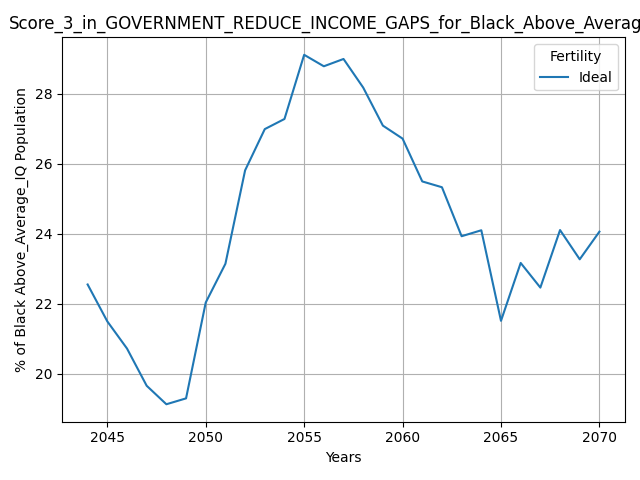 Score_3_in_GOVERNMENT_REDUCE_INCOME_GAPS_for_Black_Above_Averag
Fertility
Ideal
% of Black Above_Average_IQ Population
28
26
24
22
20
2045 2050 2055 2060 2065 2070
Years